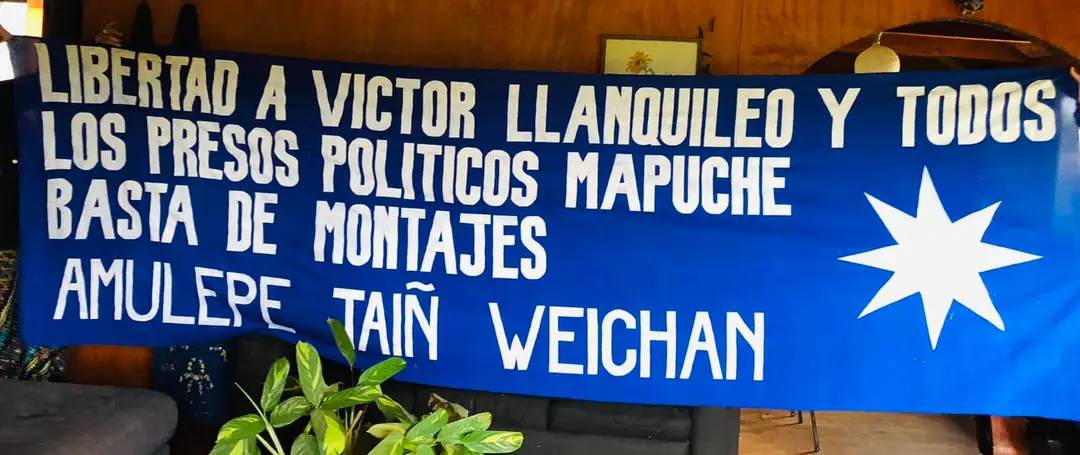 LIBERTAD A VICTOR LLANQUILEO Y TODOS
LOS PRESOS POLITICOS MAPUCHE
BASTA DE MONTAJES
AMULEPE TAIÑ WEICHAN